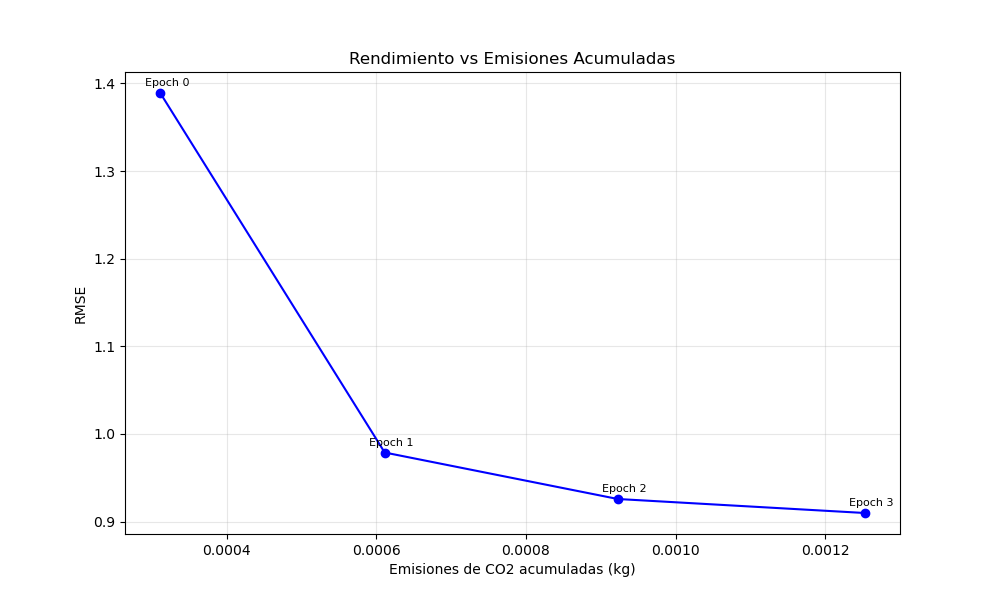 Rendimiento vs Emisiones Acumuladas
1.4
1.3
1.2
1.1
1.0
0.9
RMSE
Epoch 0
Epoch 1
Epoch 2
Epoch 3
0.0004 0.0006 0.0008 0.0010 0.0012
Emisiones de CO2 acumuladas (kg)